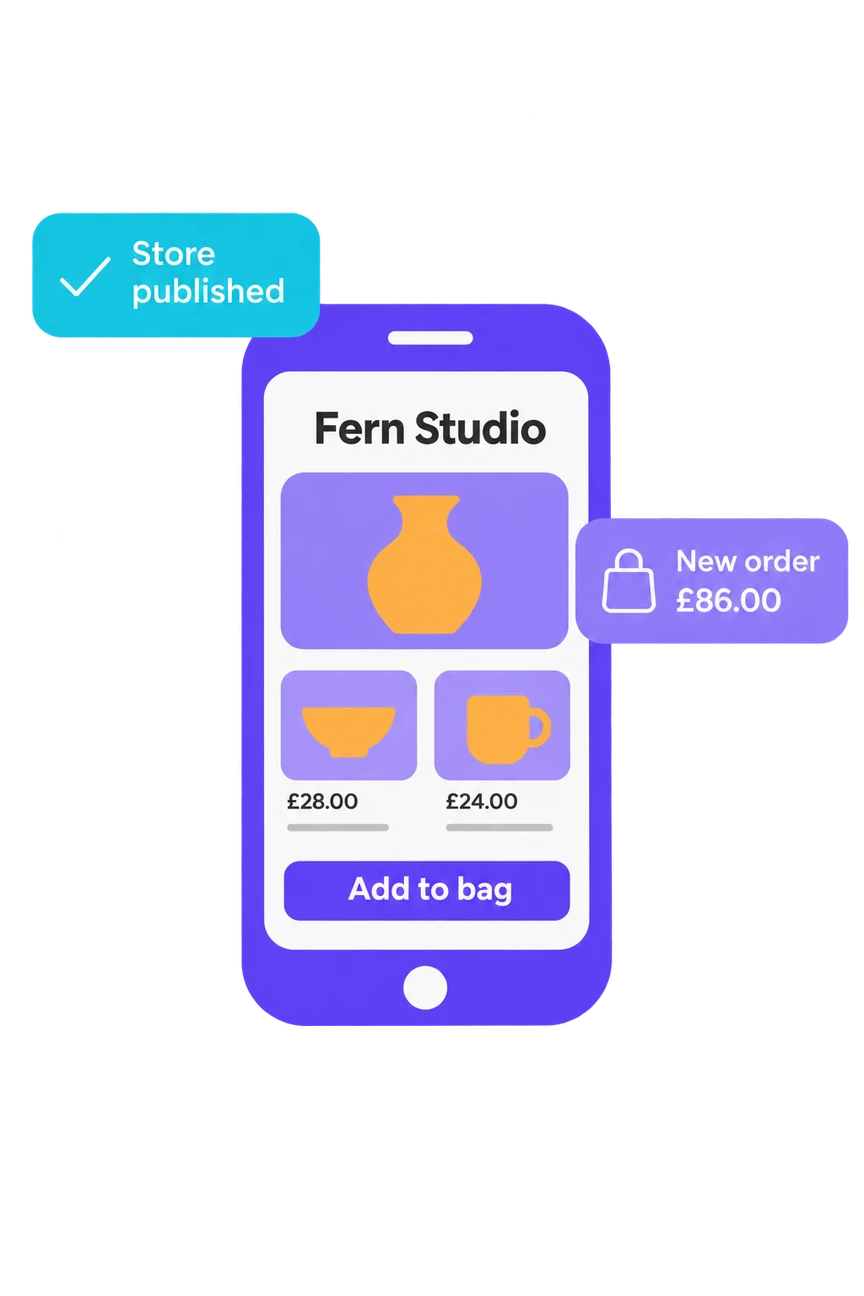 Store
published
Fern Studio
New order
£86.00
£28.00
£24.00
Add to bag